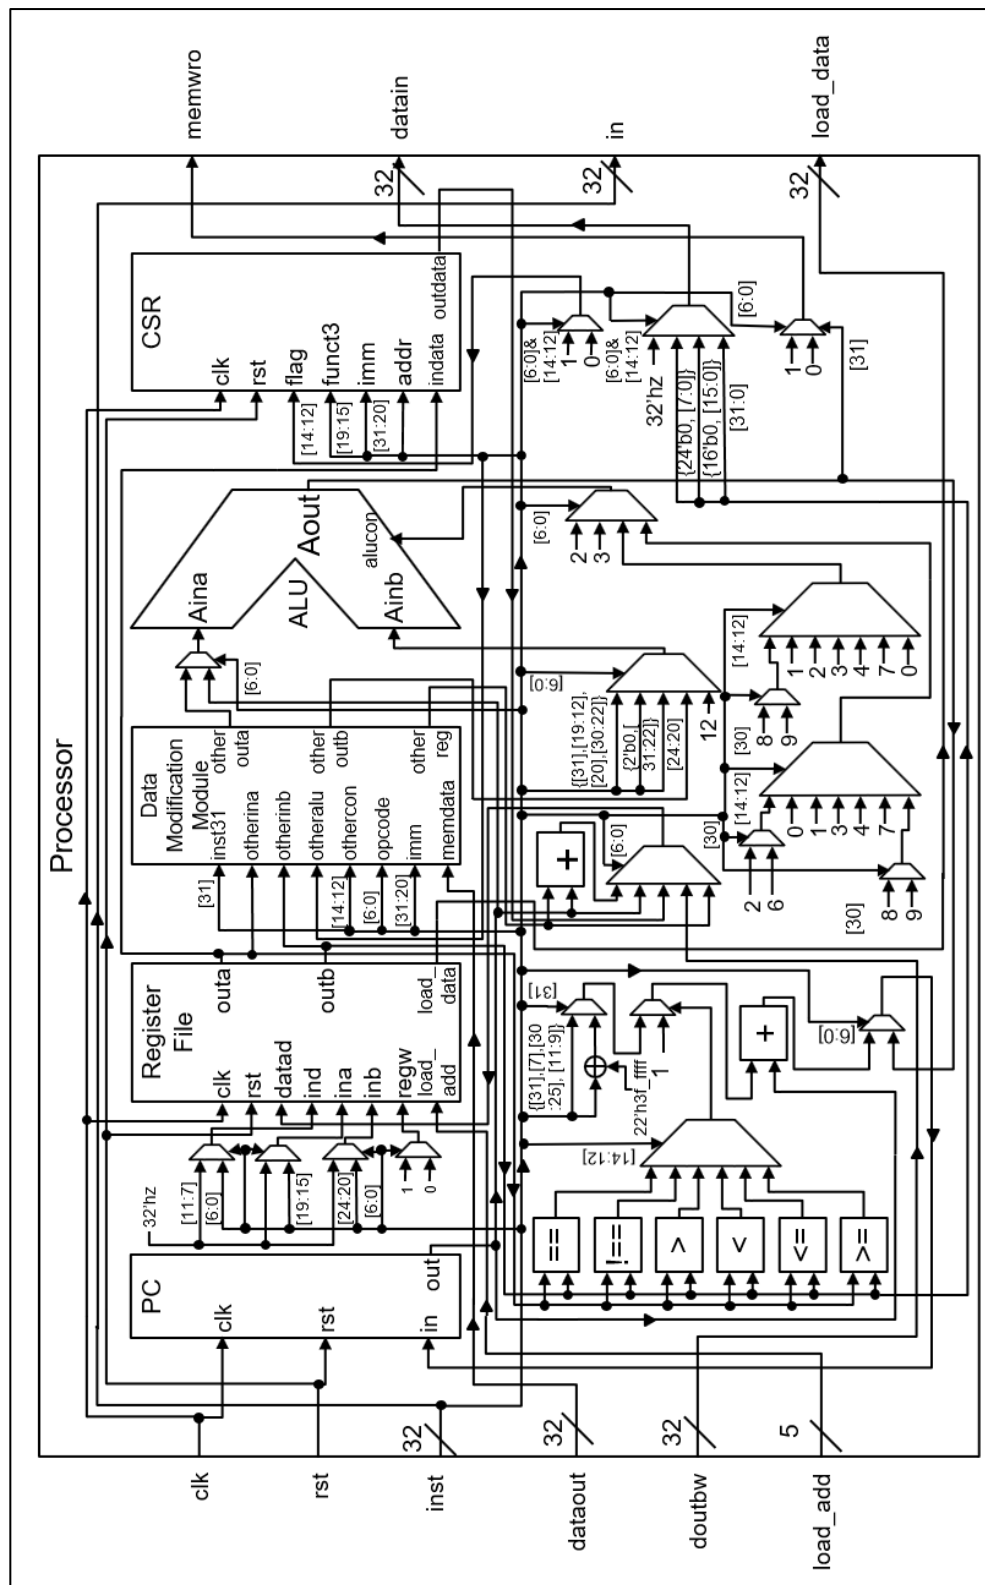 Processor
clk
rst
inst
32
dataout
32
doutbw
32
load_add
5
memwro
datain
32
in
32
load_data
32
PC
clk
rst
in
out
32'hz
[11:7]
[6:0]
[19:15]
[24:20]
[6:0]
1
0
Register
File
clk
rst
datad
ind
ina
inb
regw
load_
add
outa
outb
load_
data
Data
Modification
Module
inst31
otherina
otherinb
otheralu
othercon
opcode
imm
memdata
other
outa
other
outb
other
reg
[31]
[14:12]
[6:0]
[31:20]
[6:0]
Aina
ALU
Ainb
Aout
alucon
CSR
clk
rst
flag
funct3
imm
addr
indata
outdata
[14:12]
[19:15]
[31:20]
==
!==
>
<
<=
>=
[14:12]
{[31],[7],[30
:25], [11:9]}
22'h3f_ffff
[31]
1
+
[6:0]
+
[6:0]
[6:0]
{[31],[19:12],
[20],[30:22]}
{2'b0,[
31:22]}
[24:20]
12
[6:0]
2
3
[30]
2
6
[14:12]
0
1
3
4
7
[30]
8
9
[30]
8
9
[14:12]
1
2
3
4
7
0
[6:0]&
[14:12]
1
0
[6:0]&
[14:12]
32'hz
{24'b0, [7:0]}
{16'b0, [15:0]}
[31:0]
[6:0]
1
0
[31]